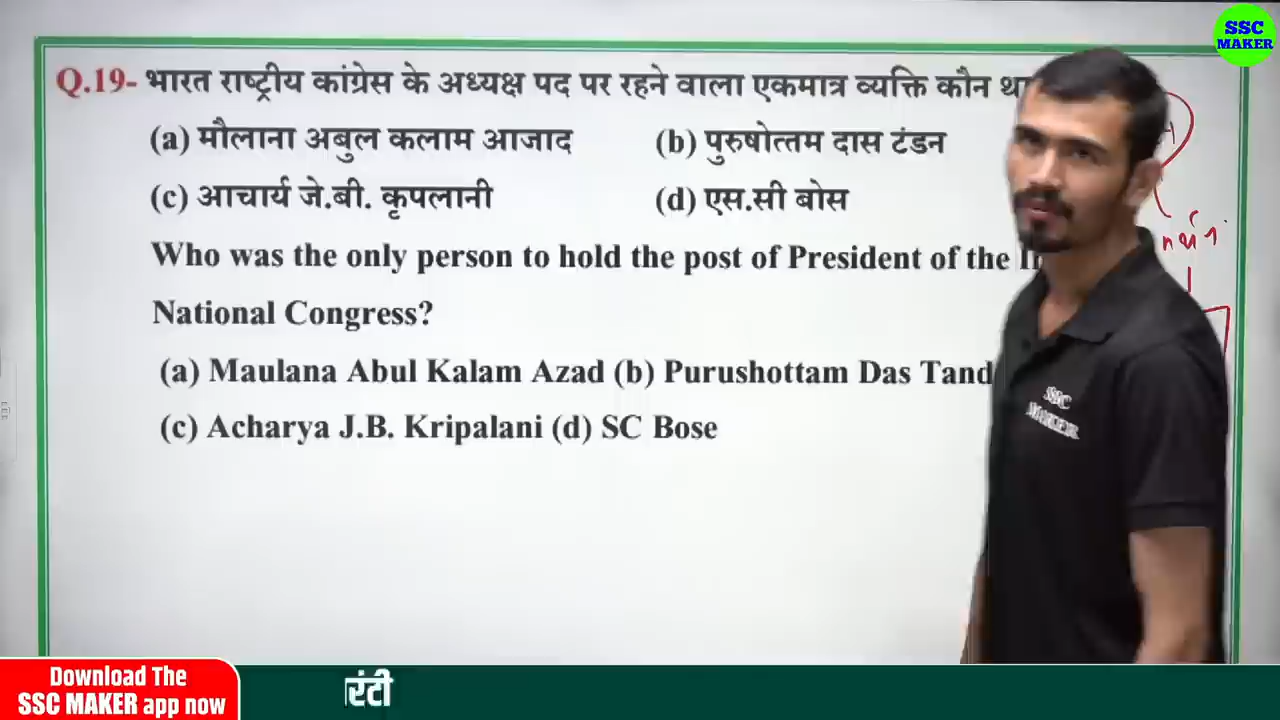 SSC
MAKER
Q.19- भारत राष्ट्रीय कांग्रेस के अध्यक्ष पद पर रहने वाला एकमात्र व्यक्ति कौन था
(a) मौलाना अबुल कलाम आजाद (b) पुरुषोत्तम दास टंडन
(c) आचार्य जे.बी. कृपलानी (d) एस.सी बोस
Who was the only person to hold the post of President of the
National Congress?
(a) Maulana Abul Kalam Azad (b) Purushottam Das Tand
(c) Acharya J.B. Kripalani (d) SC Bose
SSC
MAKER
Download The
SSC MAKER app now
रंटी